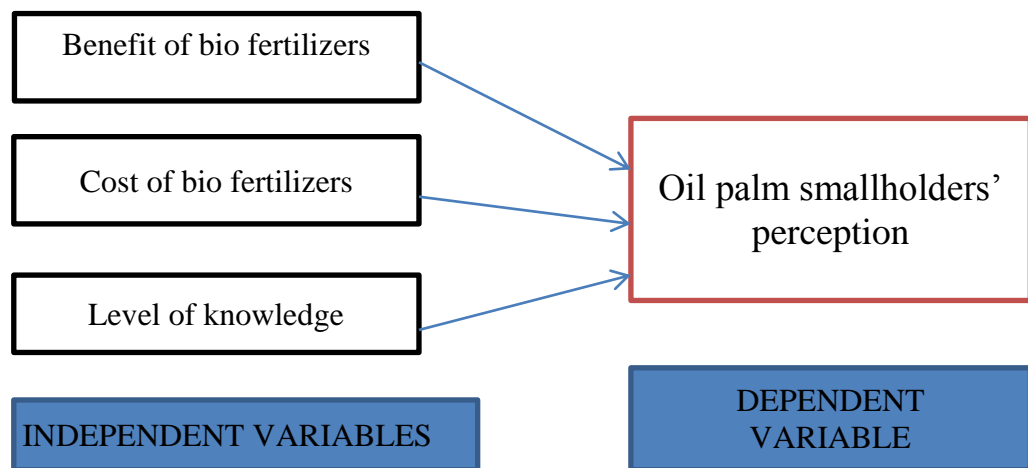 Benefit of bio fertilizers
Cost of bio fertilizers
Level of knowledge
Oil palm smallholders’
perception
INDEPENDENT VARIABLES
DEPENDENT
VARIABLE